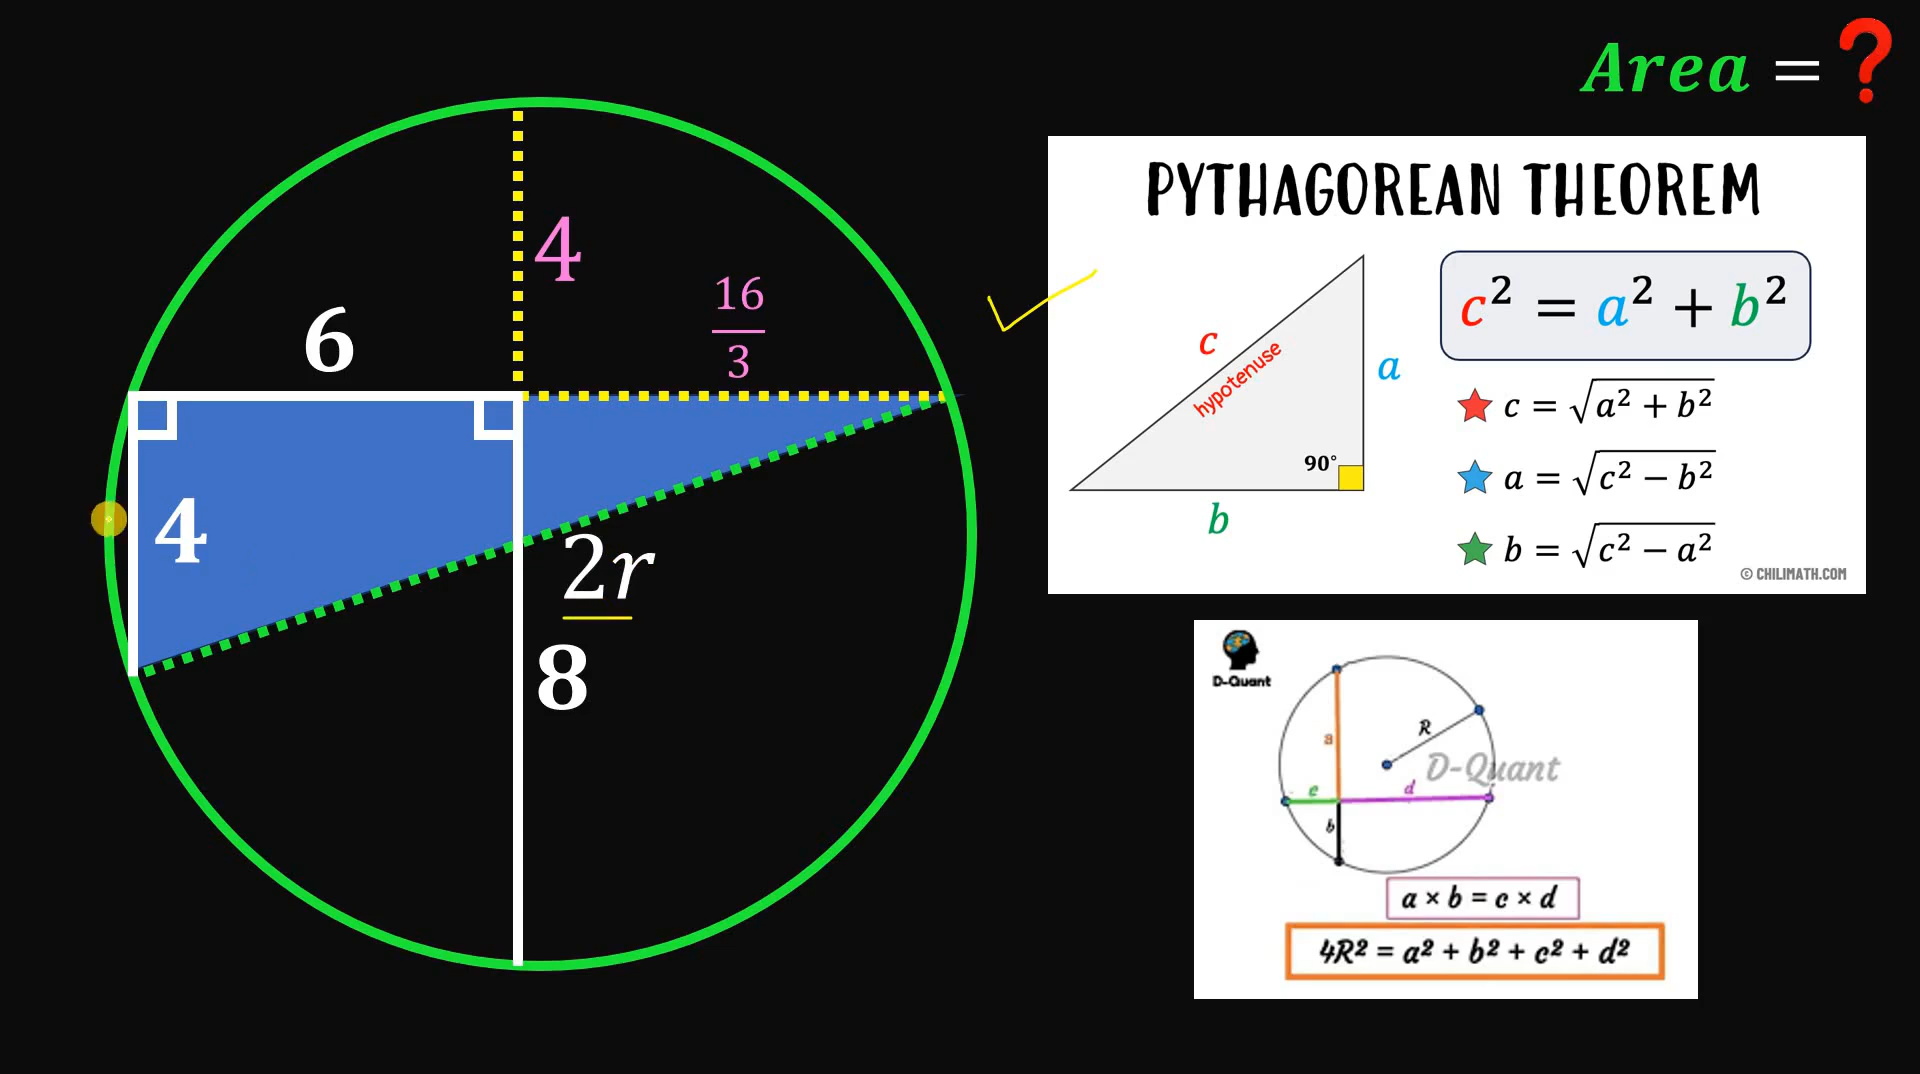 Area = ?
4
16/3
6
4
2r
8
PYTHAGOREAN THEOREM
c² = a² + b²
c
hypotenuse
a
90°
b
c = √(a² + b²)
a = √(c² − b²)
b = √(c² − a²)
© CHILIMATH.COM
D-Quant
R
a
D-Quant
c
d
b
a × b = c × d
4R² = a² + b² + c² + d²